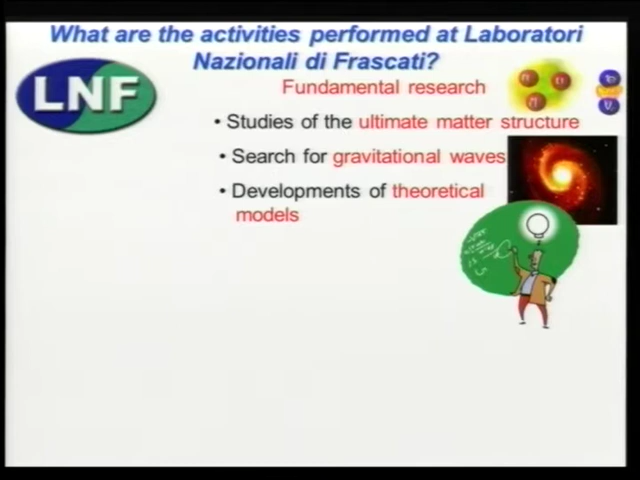 What are the activities performed at Laboratori
Nazionali di Frascati?
LNF
Fundamental research
• Studies of the ultimate matter structure
• Search for gravitational waves
• Developments of theoretical
models